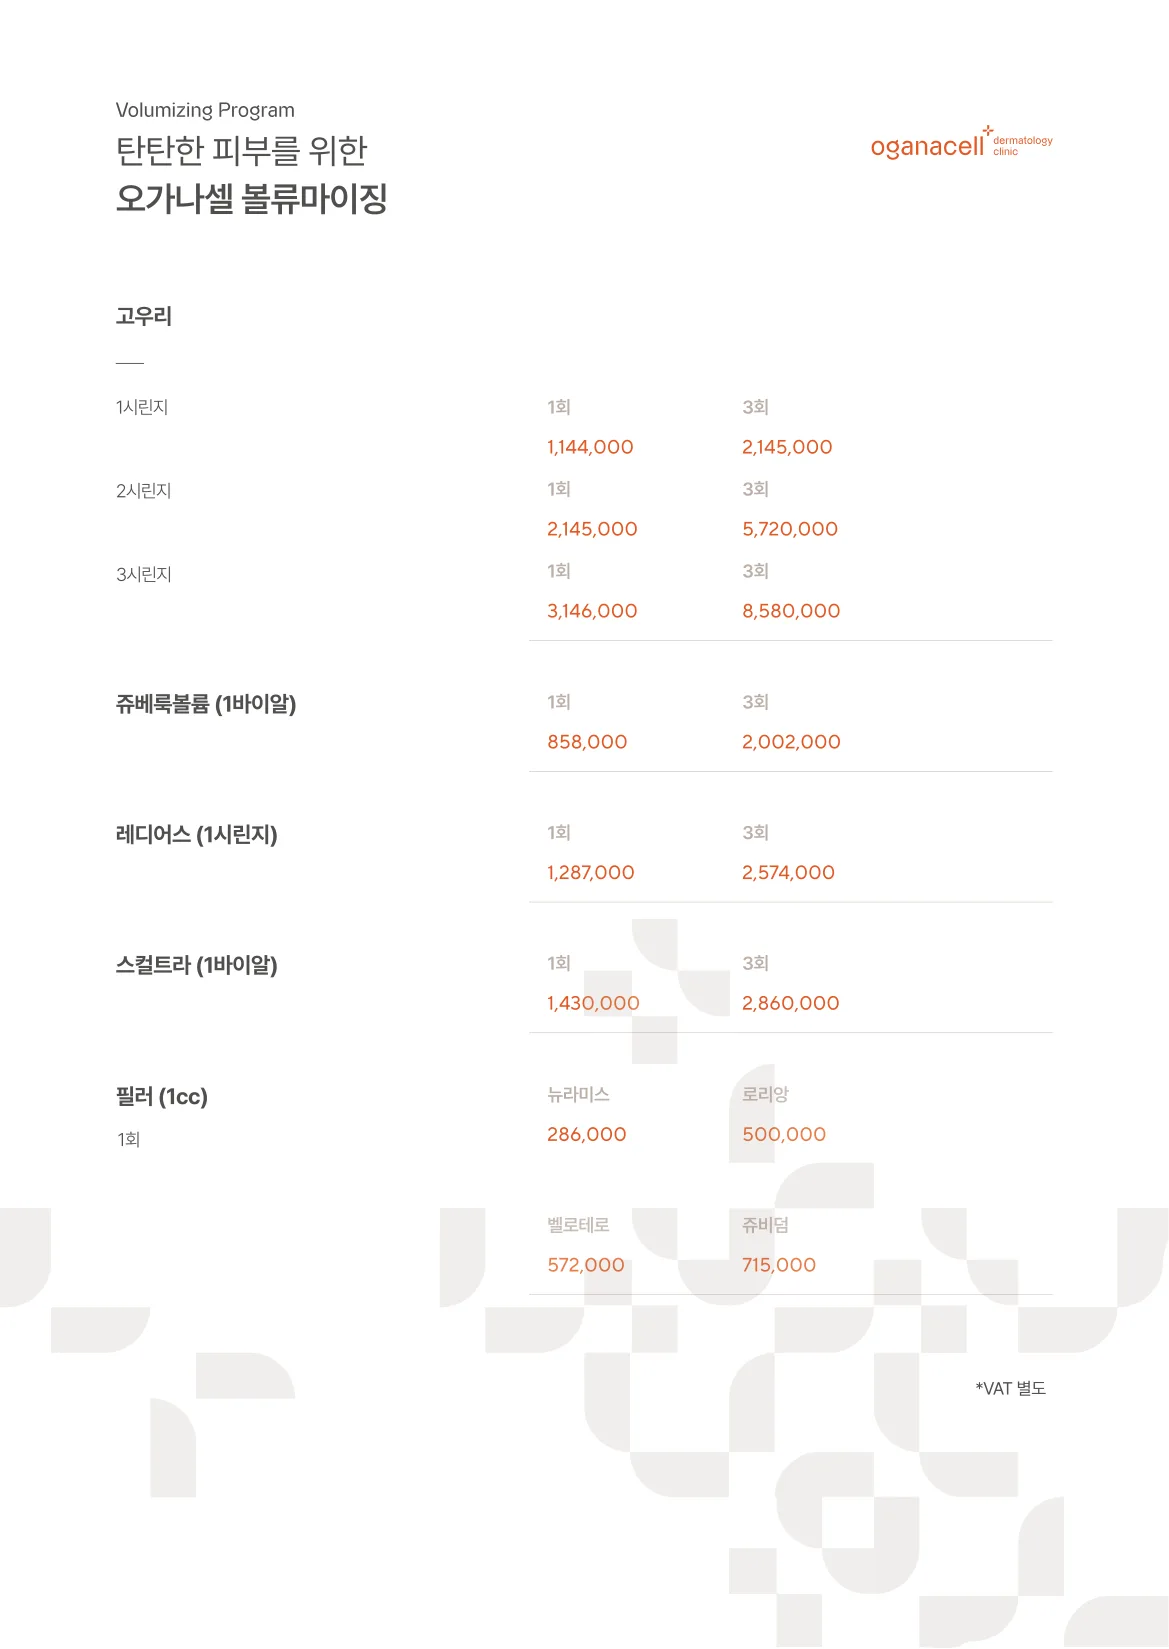 Volumizing Program
탄탄한 피부를 위한
오가나셀 볼류마이징
oganacell dermatology clinic
고우리
1시린지
1회 3회
1,144,000 2,145,000
2시린지
1회 3회
2,145,000 5,720,000
3시린지
1회 3회
3,146,000 8,580,000
쥬베룩볼륨 (1바이알)
1회 3회
858,000 2,002,000
레디어스 (1시린지)
1회 3회
1,287,000 2,574,000
스컬트라 (1바이알)
1회 3회
1,430,000 2,860,000
필러 (1cc)
1회
뉴라미스 로리앙
286,000 500,000
벨로테로 쥬비덤
572,000 715,000
*VAT 별도